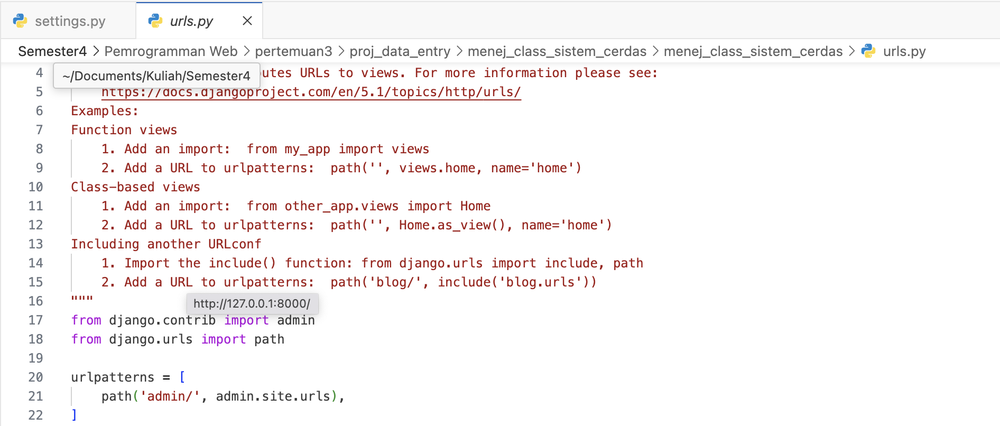 settings.py
urls.py
Semester4 > Pemrogramman Web > pertemuan3 > proj_data_entry > menej_class_sistem_cerdas > menej_class_sistem_cerdas > urls.py
~/Documents/Kuliah/Semester4
4 utes URLs to views. For more information please see:
5 https://docs.djangoproject.com/en/5.1/topics/http/urls/
6 Examples:
7 Function views
8 1. Add an import:  from my_app import views
9 2. Add a URL to urlpatterns:  path('', views.home, name='home')
10 Class-based views
11 1. Add an import:  from other_app.views import Home
12 2. Add a URL to urlpatterns:  path('', Home.as_view(), name='home')
13 Including another URLconf
14 1. Import the include() function: from django.urls import include, path
15 2. Add a URL to urlpatterns:  path('blog/', include('blog.urls'))
16 """
http://127.0.0.1:8000/
17 from django.contrib import admin
18 from django.urls import path
19
20 urlpatterns = [
21 path('admin/', admin.site.urls),
22 ]